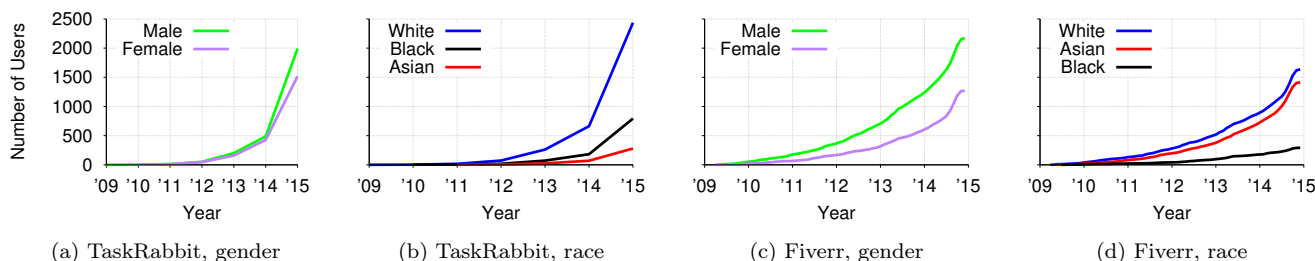 2500
2000
1500
1000
500
0
Number of Users
Male
Female
'09 '10 '11 '12 '13 '14 '15
Year
(a) TaskRabbit, gender
White
Black
Asian
'09 '10 '11 '12 '13 '14 '15
Year
(b) TaskRabbit, race
Male
Female
'09 '10 '11 '12 '13 '14 '15
Year
(c) Fiverr, gender
White
Asian
Black
'09 '10 '11 '12 '13 '14 '15
Year
(d) Fiverr, race